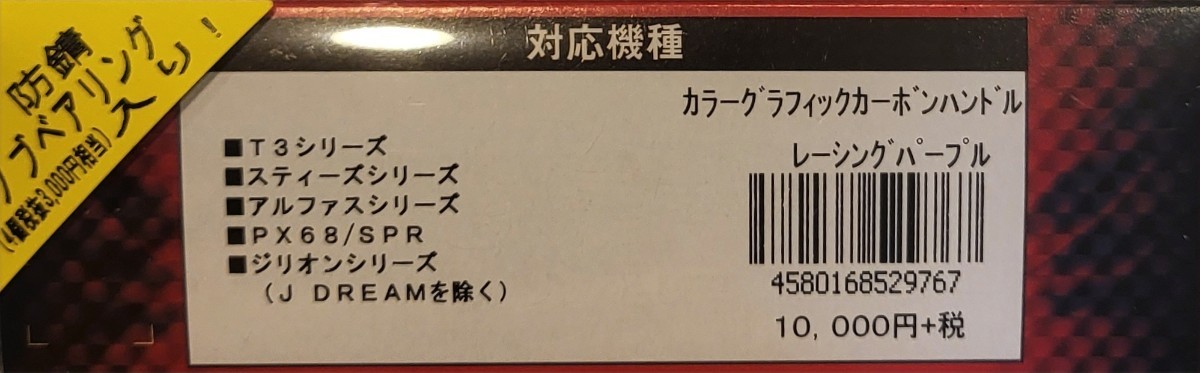 防錆
ノブベアリング
入り!
(4個税抜3,000円相当)
対応機種
■T3シリーズ
■スティーズシリーズ
■アルファスシリーズ
■PX68/SPR
■ジリオンシリーズ
(J DREAMを除く)
カラーグラフィックカーボンハンドル
レーシングパープル
4580168529767
10,000円+税